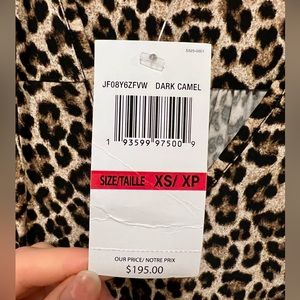 JF08Y6ZFVW DARK CAMEL
1 93599 97500 9
SIZE/TAILLE XS/ XP
OUR PRICE/ NOTRE PRIX
$195.00